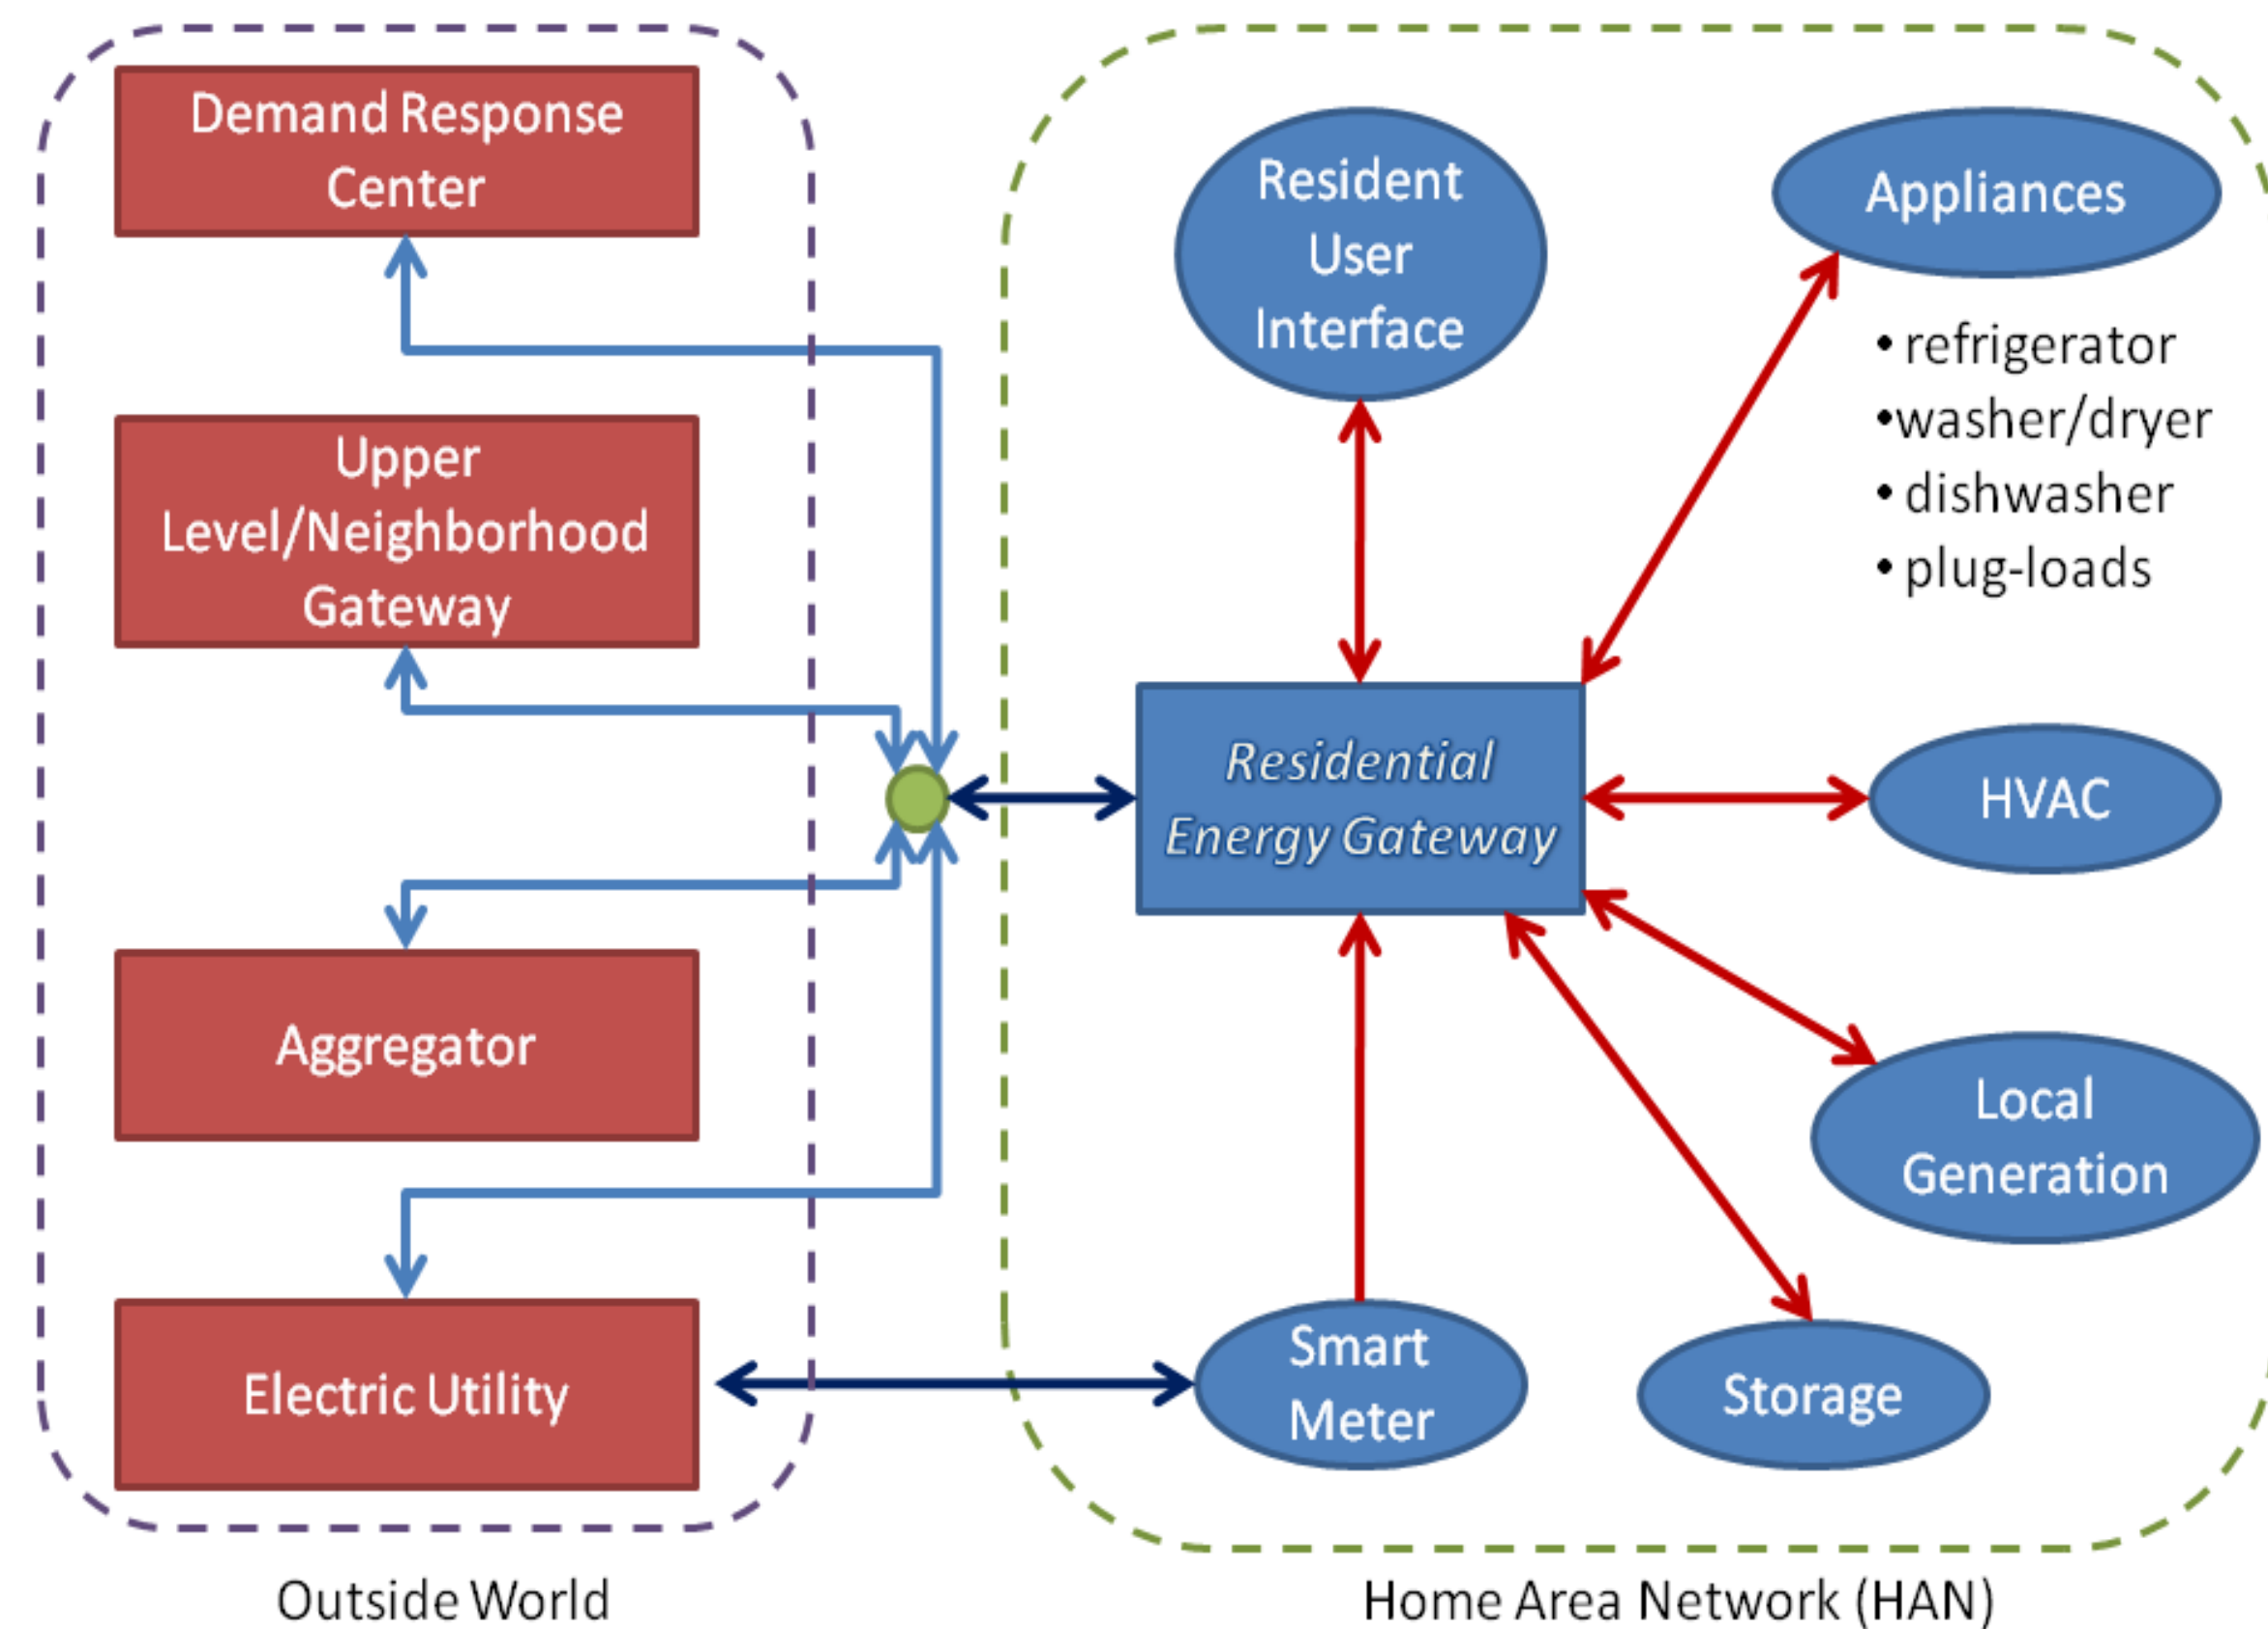 Demand Response
Center
Upper
Level/Neighborhood
Gateway
Aggregator
Electric Utility
Outside World
Resident
User
Interface
Appliances
• refrigerator
•washer/dryer
• dishwasher
• plug-loads
Residential
Energy Gateway
HVAC
Local
Generation
Smart
Meter
Storage
Home Area Network (HAN)